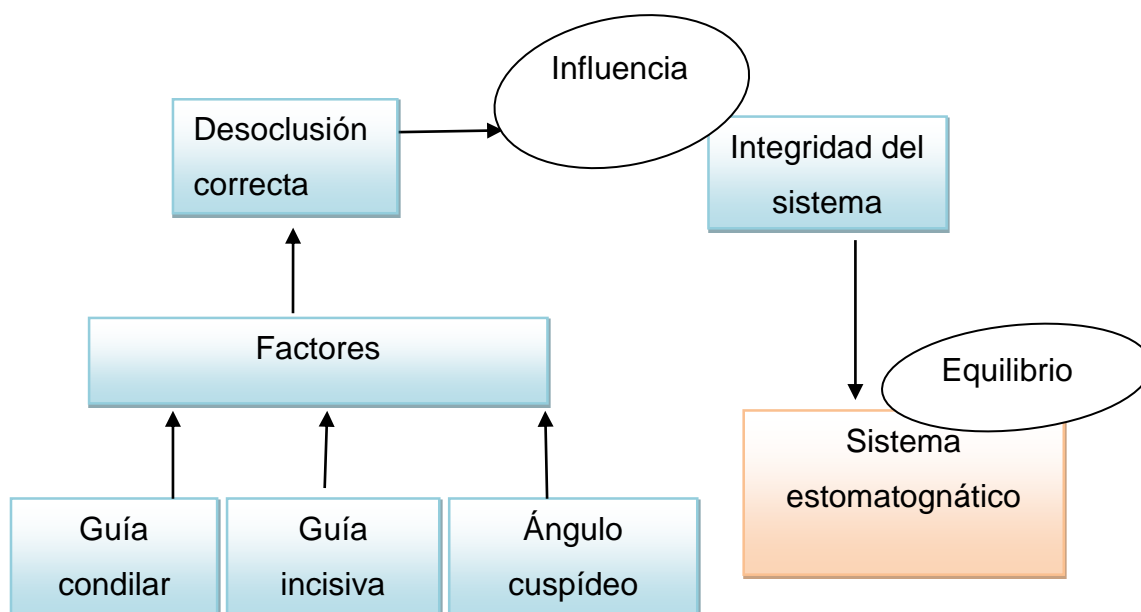 Influencia
Desoclusión
correcta
Integridad del
sistema
Factores
Equilibrio
Sistema
estomatognático
Guía
condilar
Guía
incisiva
Ángulo
cuspídeo